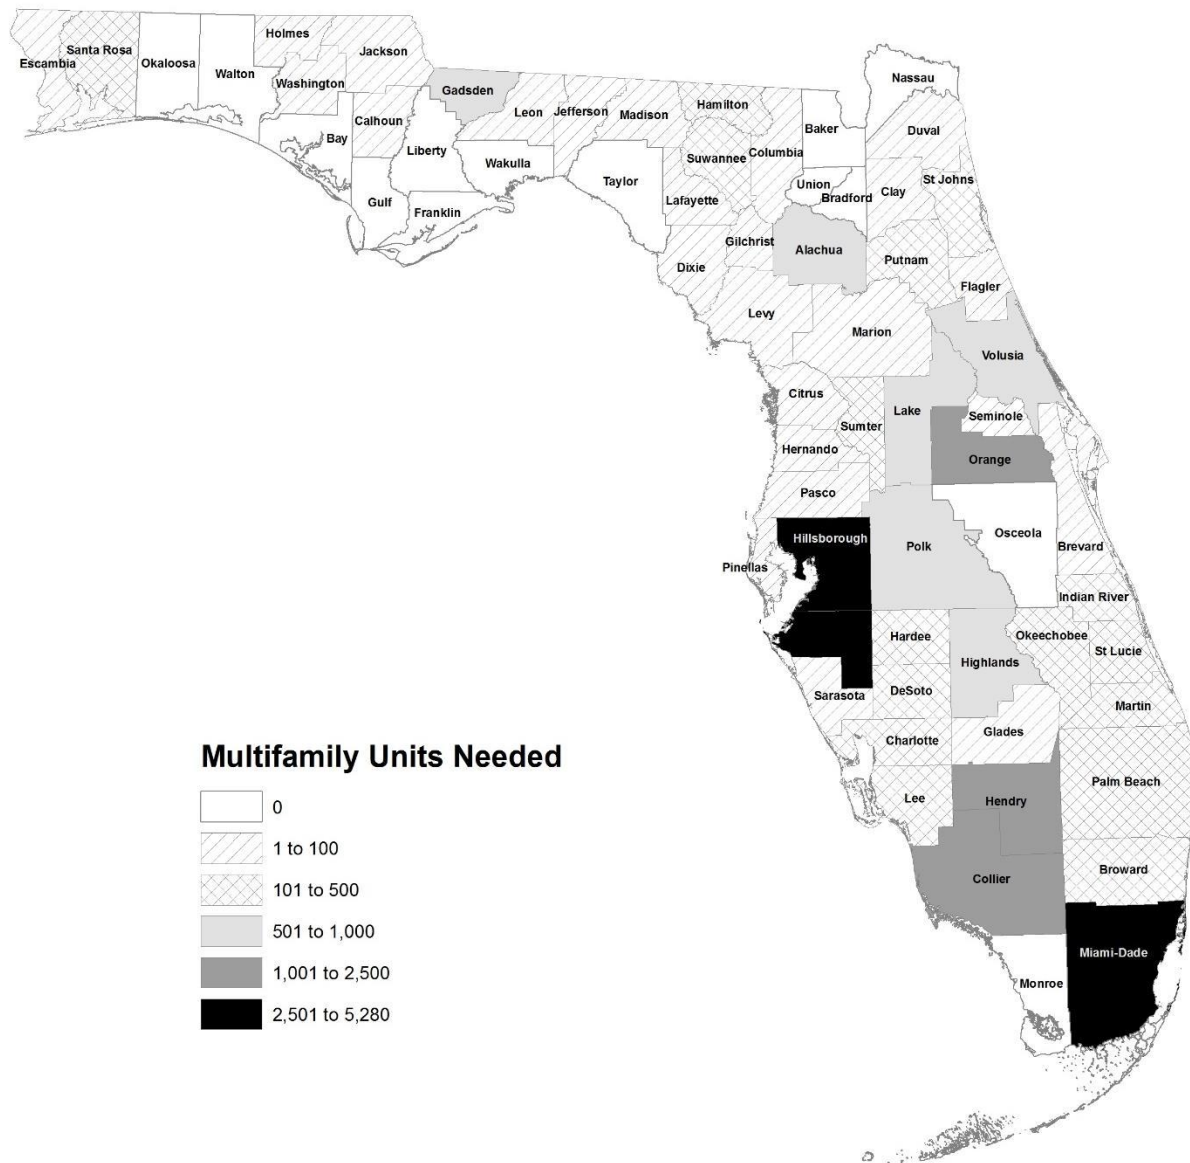 Holmes
Jackson
Santa Rosa
Escambia
Okaloosa
Walton
Washington
Nassau
Gadsden
Hamilton
Leon
Jefferson
Madison
Calhoun
Bay
Baker
Duval
Liberty
Columbia
Suwannee
Wakulla
Taylor
Union
Bradford
Clay
St Johns
Lafayette
Gulf
Franklin
Gilchrist
Alachua
Putnam
Dixie
Flagler
Levy
Marion
Volusia
Citrus
Lake
Seminole
Sumter
Hernando
Orange
Pasco
Hillsborough
Polk
Osceola
Brevard
Pinellas
Indian River
Hardee
Okeechobee
St Lucie
Highlands
DeSoto
Sarasota
Martin
Glades
Charlotte
Palm Beach
Lee
Hendry
Broward
Collier
Miami-Dade
Monroe
Multifamily Units Needed
0
1 to 100
101 to 500
501 to 1,000
1,001 to 2,500
2,501 to 5,280